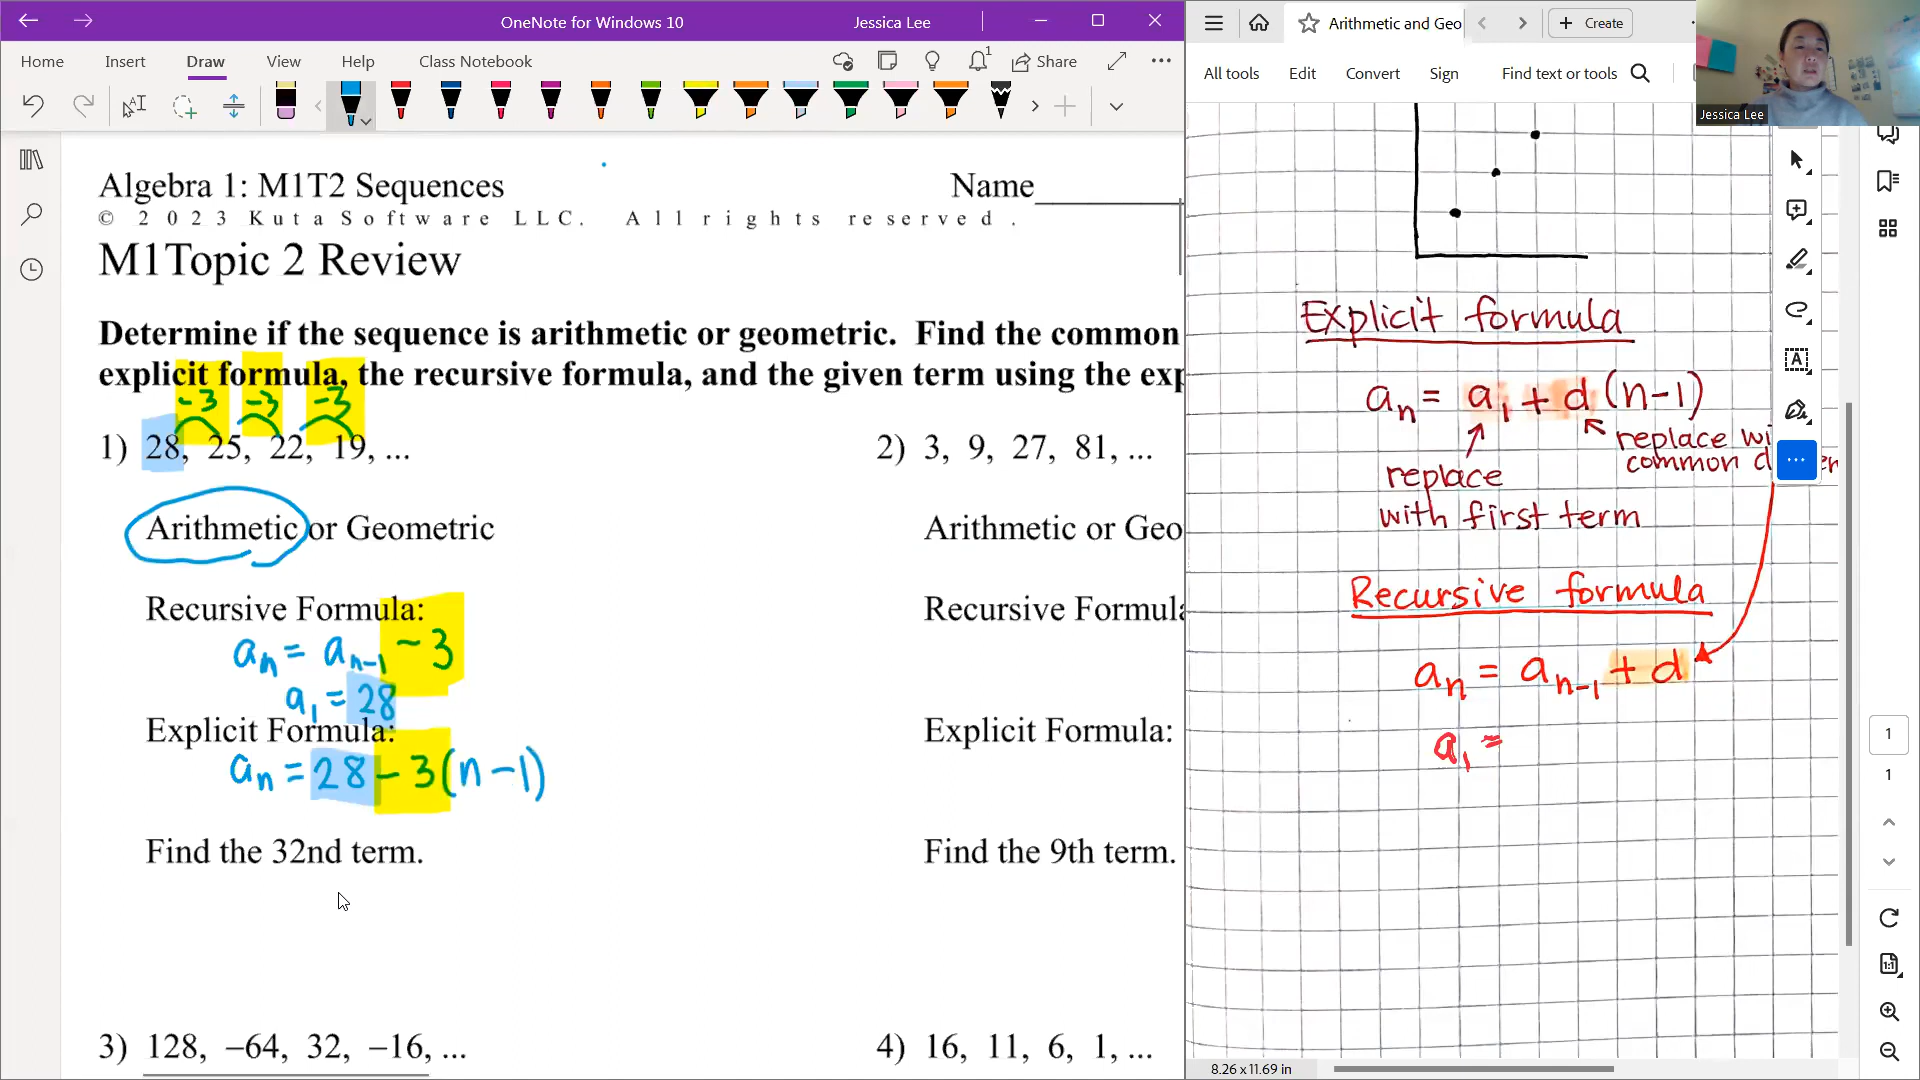 OneNote for Windows 10
Jessica Lee
Home Insert Draw View Help Class Notebook
1 Share
Algebra 1: M1T2 Sequences
Name
© 2023 Kuta Software LLC. All rights reserved.
M1Topic 2 Review
Determine if the sequence is arithmetic or geometric. Find the common
explicit formula, the recursive formula, and the given term using the exp
-3 -3 -3
1) 28, 25, 22, 19, ...
Arithmetic or Geometric
Recursive Formula:
aₙ = aₙ₋₁ - 3
a₁ = 28
Explicit Formula:
aₙ = 28 - 3(n - 1)
Find the 32nd term.
2) 3, 9, 27, 81, ...
Arithmetic or Geo
Recursive Formula
Explicit Formula:
Find the 9th term.
3) 128, −64, 32, −16, ...
4) 16, 11, 6, 1, ...
Arithmetic and Geo
Create
All tools Edit Convert Sign Find text or tools
Jessica Lee
Explicit formula
aₙ = a₁ + d (n-1)
replace
with first term
replace wi
common d
Recursive formula
aₙ = aₙ₋₁ + d
a₁ =
1
1
8.26 x 11.69 in